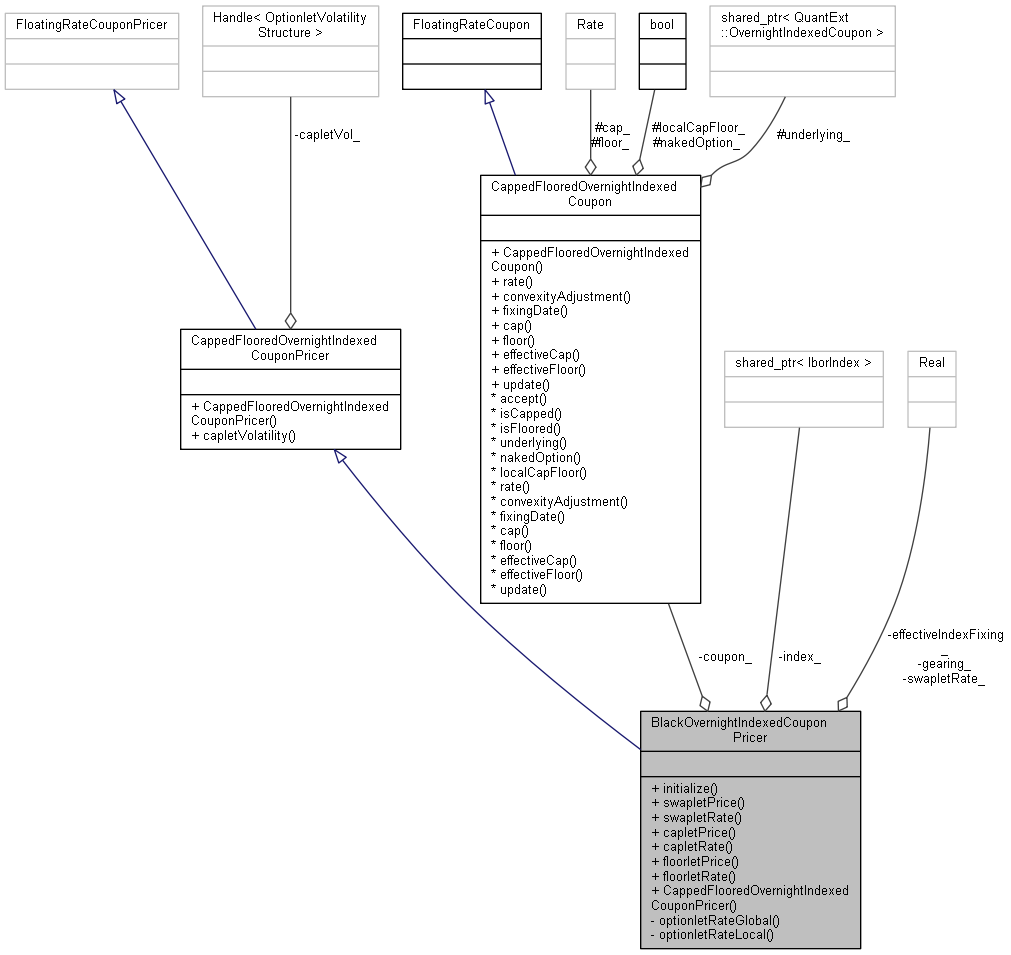 FloatingRateCouponPricer
Handle< OptionletVolatility
Structure >
FloatingRateCoupon
Rate
bool
shared_ptr< QuantExt
::OvernightIndexedCoupon >
-capletVol_
#cap_
#floor_
#localCapFloor_
#nakedOption_
#underlying_
CappedFlooredOvernightIndexed
Coupon
+ CappedFlooredOvernightIndexed
Coupon()
+ rate()
+ convexityAdjustment()
+ fixingDate()
+ cap()
+ floor()
+ effectiveCap()
+ effectiveFloor()
+ update()
* accept()
* isCapped()
* isFloored()
* underlying()
* nakedOption()
* localCapFloor()
* rate()
* convexityAdjustment()
* fixingDate()
* cap()
* floor()
* effectiveCap()
* effectiveFloor()
* update()
CappedFlooredOvernightIndexed
CouponPricer
+ CappedFlooredOvernightIndexed
CouponPricer()
+ capletVolatility()
shared_ptr< IborIndex >
Real
-coupon_
-index_
-effectiveIndexFixing
_
-gearing_
-swapletRate_
BlackOvernightIndexedCoupon
Pricer
+ initialize()
+ swapletPrice()
+ swapletRate()
+ capletPrice()
+ capletRate()
+ floorletPrice()
+ floorletRate()
+ CappedFlooredOvernightIndexed
CouponPricer()
- optionletRateGlobal()
- optionletRateLocal()